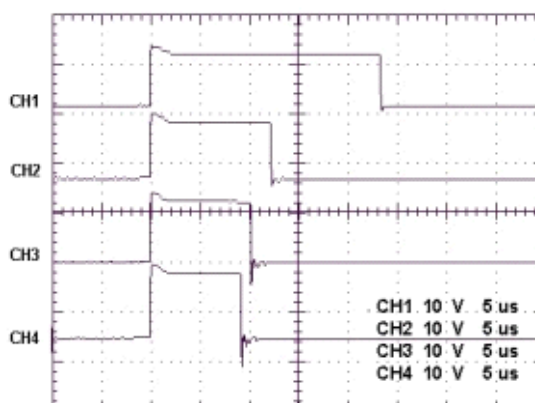 CH1
CH2
CH3
CH4
CH1 10 V 5 us
CH2 10 V 5 us
CH3 10 V 5 us
CH4 10 V 5 us